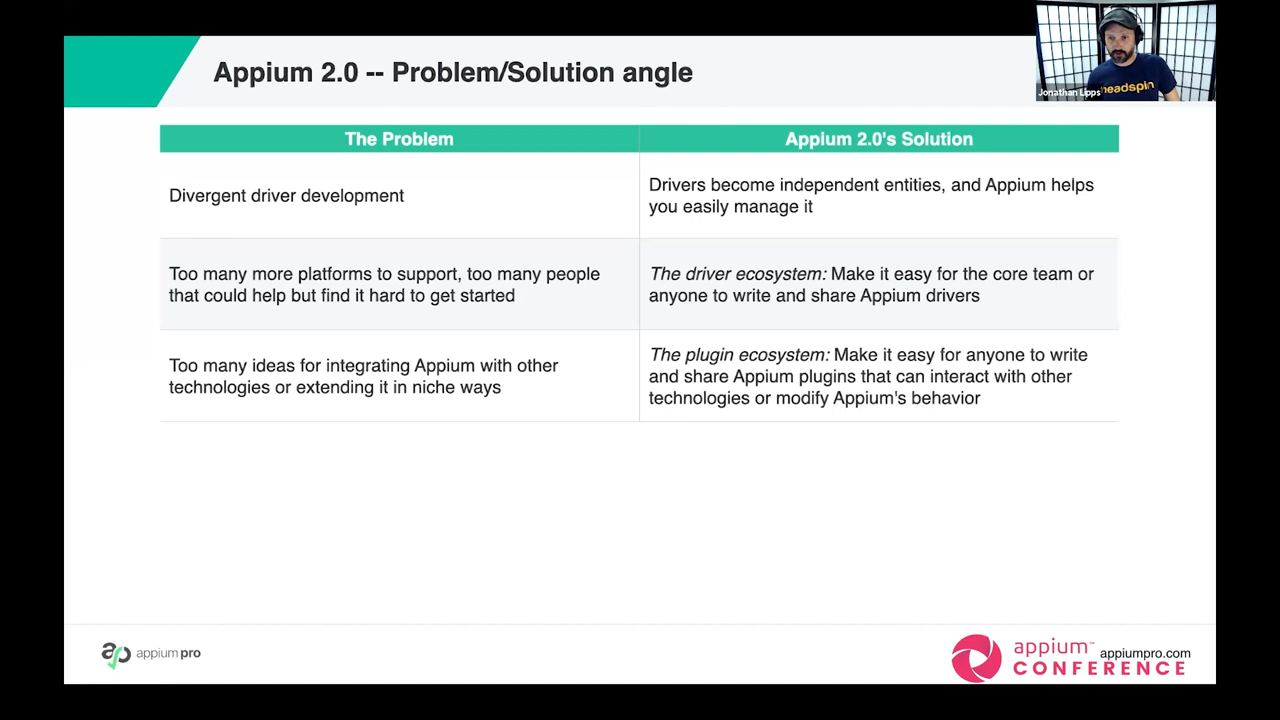 Appium 2.0 -- Problem/Solution angle
Jonathan Lipps
headspin
The Problem
Appium 2.0's Solution
Divergent driver development
Drivers become independent entities, and Appium helps
you easily manage it
Too many more platforms to support, too many people
that could help but find it hard to get started
The driver ecosystem: Make it easy for the core team or
anyone to write and share Appium drivers
Too many ideas for integrating Appium with other
technologies or extending it in niche ways
The plugin ecosystem: Make it easy for anyone to write
and share Appium plugins that can interact with other
technologies or modify Appium's behavior
ap appium pro
appium™
CONFERENCE
appiumpro.com